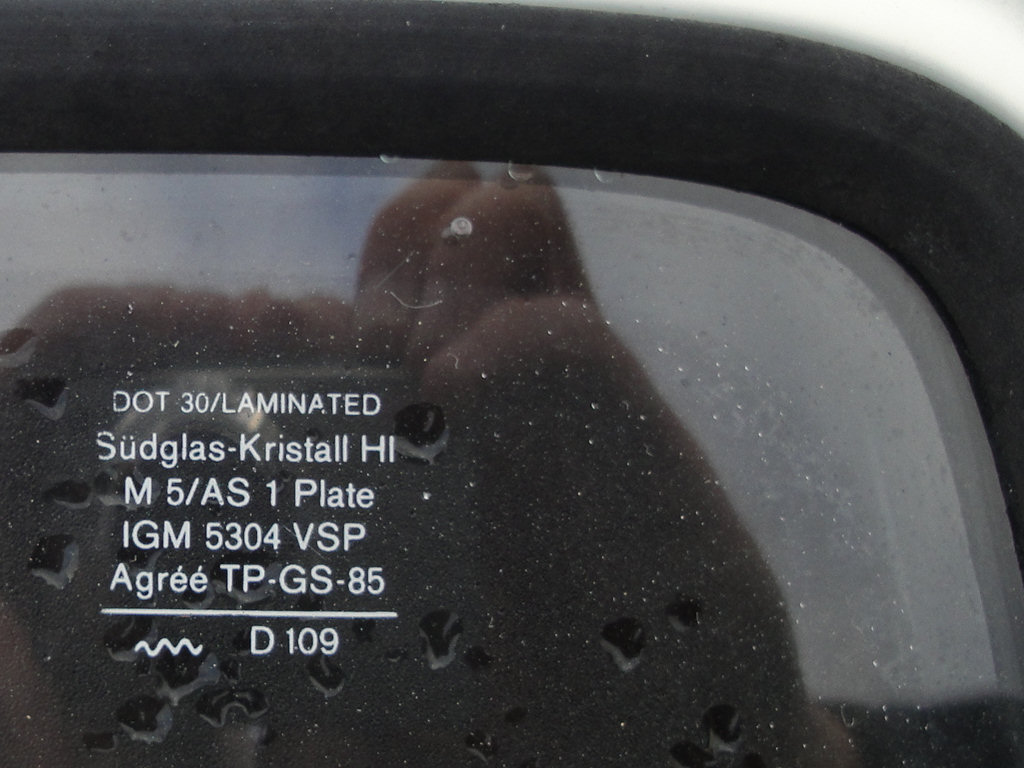 DOT 30/LAMINATED
Südglas-Kristall HI
M 5/AS 1 Plate
IGM 5304 VSP
Agréé TP-GS-85
D 109